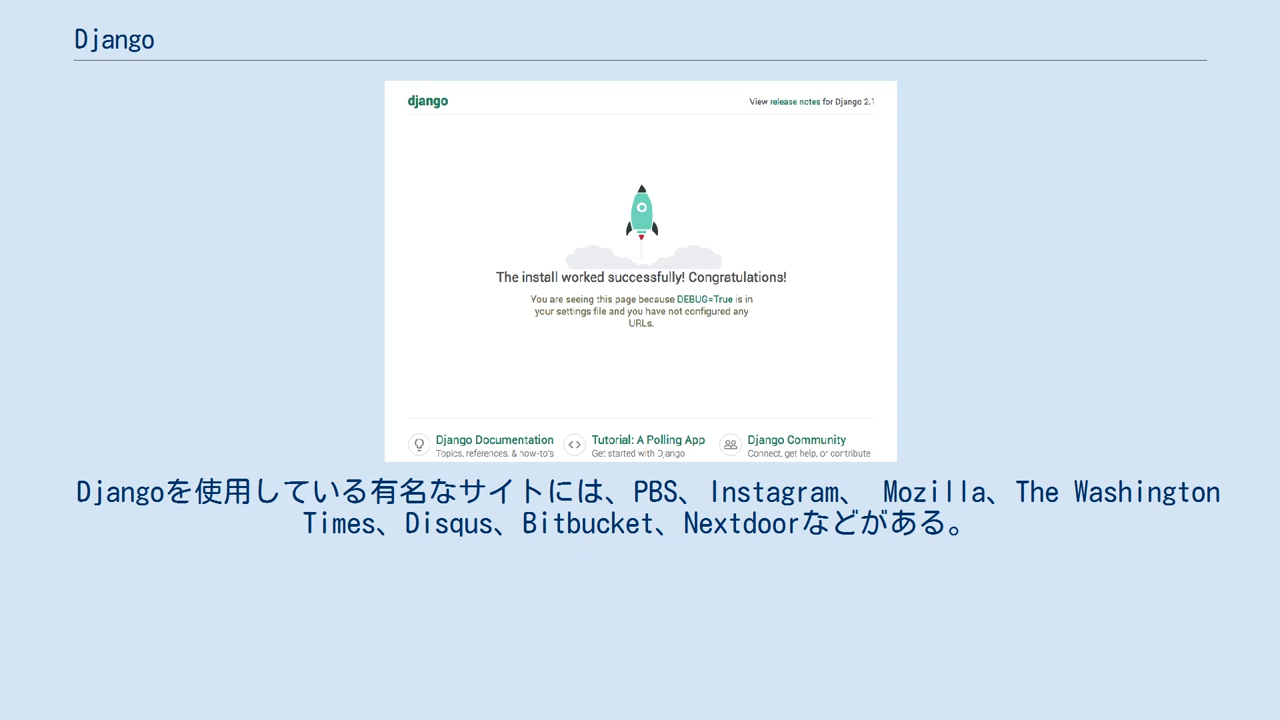 Django
django
View release notes for Django 2.1
The install worked successfully! Congratulations!
You are seeing this page because DEBUG=True is in
your settings file and you have not configured any
URLs.
Django Documentation
Topics, references, & how-to's
Tutorial: A Polling App
Get started with Django
Django Community
Connect, get help, or contribute
Djangoを使用している有名なサイトには、PBS、Instagram、 Mozilla、The Washington
Times、Disqus、Bitbucket、Nextdoorなどがある。